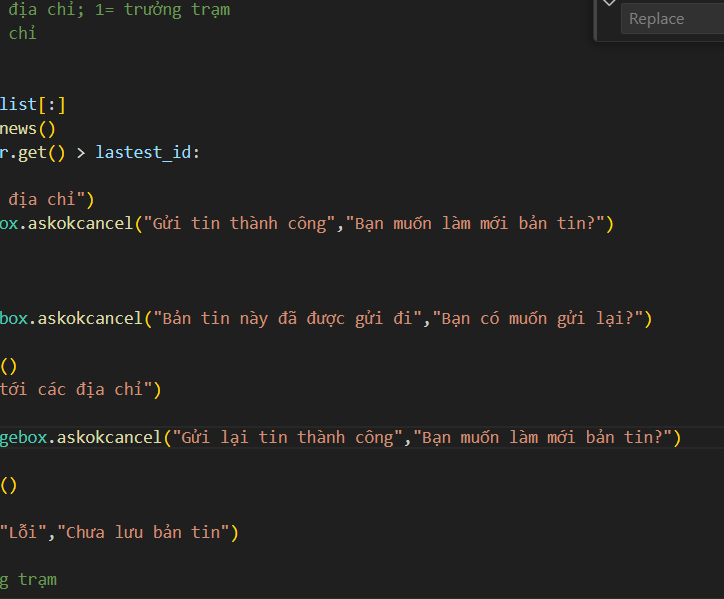 địa chỉ; 1= trưởng trạm
Replace
chỉ
list[:]
news()
r.get() > lastest_id:
địa chỉ")
ox.askokcancel("Gửi tin thành công","Bạn muốn làm mới bản tin?")
box.askokcancel("Bản tin này đã được gửi đi","Bạn có muốn gửi lại?")
()
tới các địa chỉ")
gebox.askokcancel("Gửi lại tin thành công","Bạn muốn làm mới bản tin?")
()
"Lỗi","Chưa lưu bản tin")
g trạm